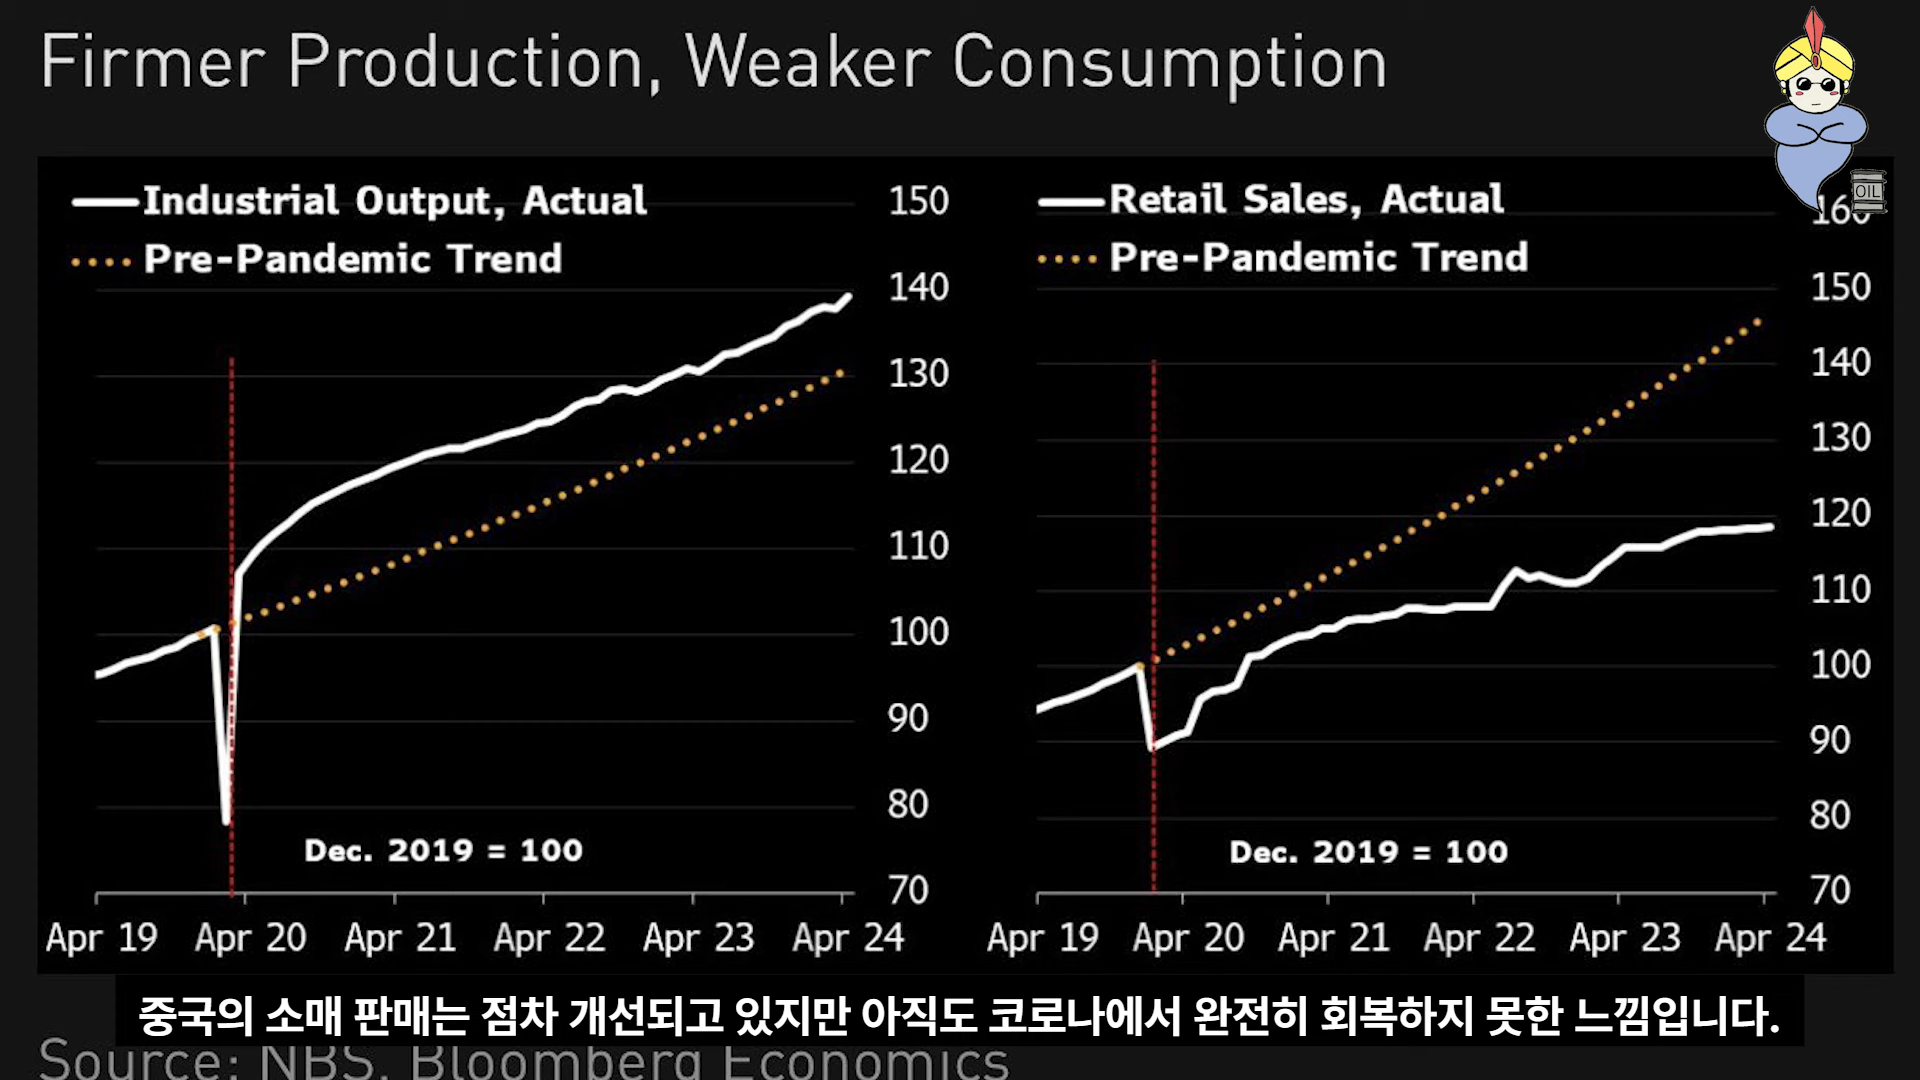 Firmer Production, Weaker Consumption
Industrial Output, Actual
Pre-Pandemic Trend
150
140
130
120
110
100
90
80
70
Dec. 2019 = 100
Apr 19 Apr 20 Apr 21 Apr 22 Apr 23 Apr 24
Retail Sales, Actual
Pre-Pandemic Trend
OIL
160
150
140
130
120
110
100
90
80
70
Dec. 2019 = 100
Apr 19 Apr 20 Apr 21 Apr 22 Apr 23 Apr 24
중국의 소매 판매는 점차 개선되고 있지만 아직도 코로나에서 완전히 회복하지 못한 느낌입니다.
Source: NBS, Bloomberg Economics